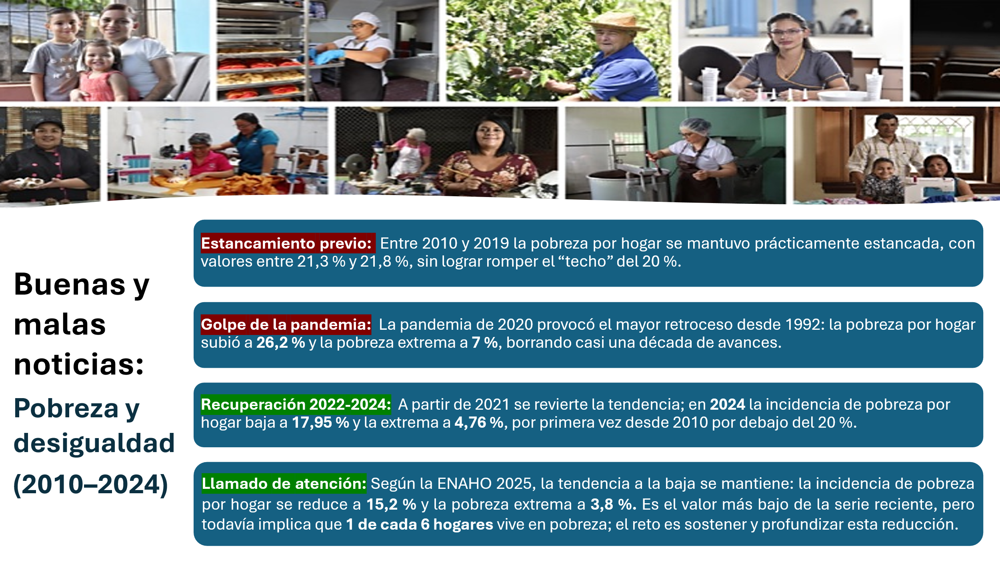 Buenas y
malas
noticias:
Pobreza y
desigualdad
(2010–2024)
Estancamiento previo: Entre 2010 y 2019 la pobreza por hogar se mantuvo prácticamente estancada, con
valores entre 21,3 % y 21,8 %, sin lograr romper el “techo” del 20 %.
Golpe de la pandemia: La pandemia de 2020 provocó el mayor retroceso desde 1992: la pobreza por hogar
subió a 26,2 % y la pobreza extrema a 7 %, borrando casi una década de avances.
Recuperación 2022-2024: A partir de 2021 se revierte la tendencia; en 2024 la incidencia de pobreza por
hogar baja a 17,95 % y la extrema a 4,76 %, por primera vez desde 2010 por debajo del 20 %.
Llamado de atención: Según la ENAHO 2025, la tendencia a la baja se mantiene: la incidencia de pobreza
por hogar se reduce a 15,2 % y la pobreza extrema a 3,8 %. Es el valor más bajo de la serie reciente, pero
todavía implica que 1 de cada 6 hogares vive en pobreza; el reto es sostener y profundizar esta reducción.